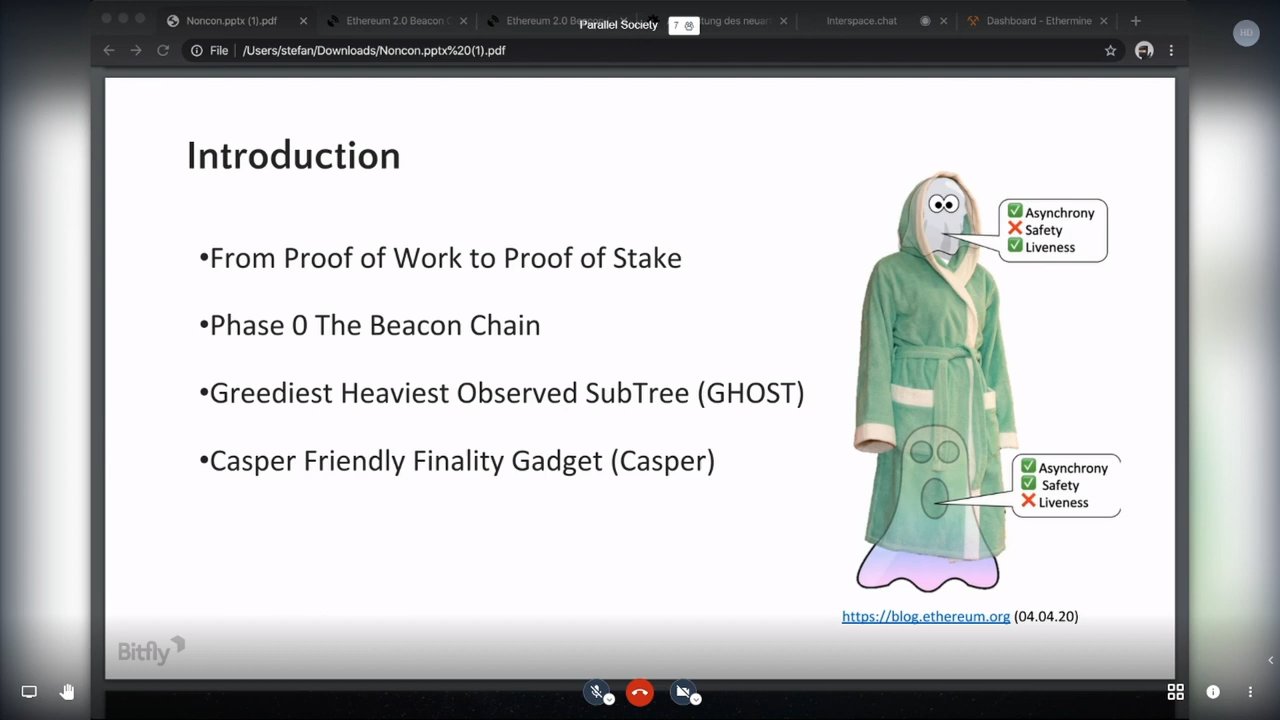 Noncon.pptx (1).pdf
Ethereum 2.0 Beacon C
Ethereum 2.0 Bea
tung des neuar
Interspace.chat
Dashboard - Ethermine
Parallel Society 7
File | /Users/stefan/Downloads/Noncon.pptx%20(1).pdf
HD
Introduction
•From Proof of Work to Proof of Stake
•Phase 0 The Beacon Chain
•Greediest Heaviest Observed SubTree (GHOST)
•Casper Friendly Finality Gadget (Casper)
Asynchrony
Safety
Liveness
Asynchrony
Safety
Liveness
https://blog.ethereum.org (04.04.20)
Bitfly